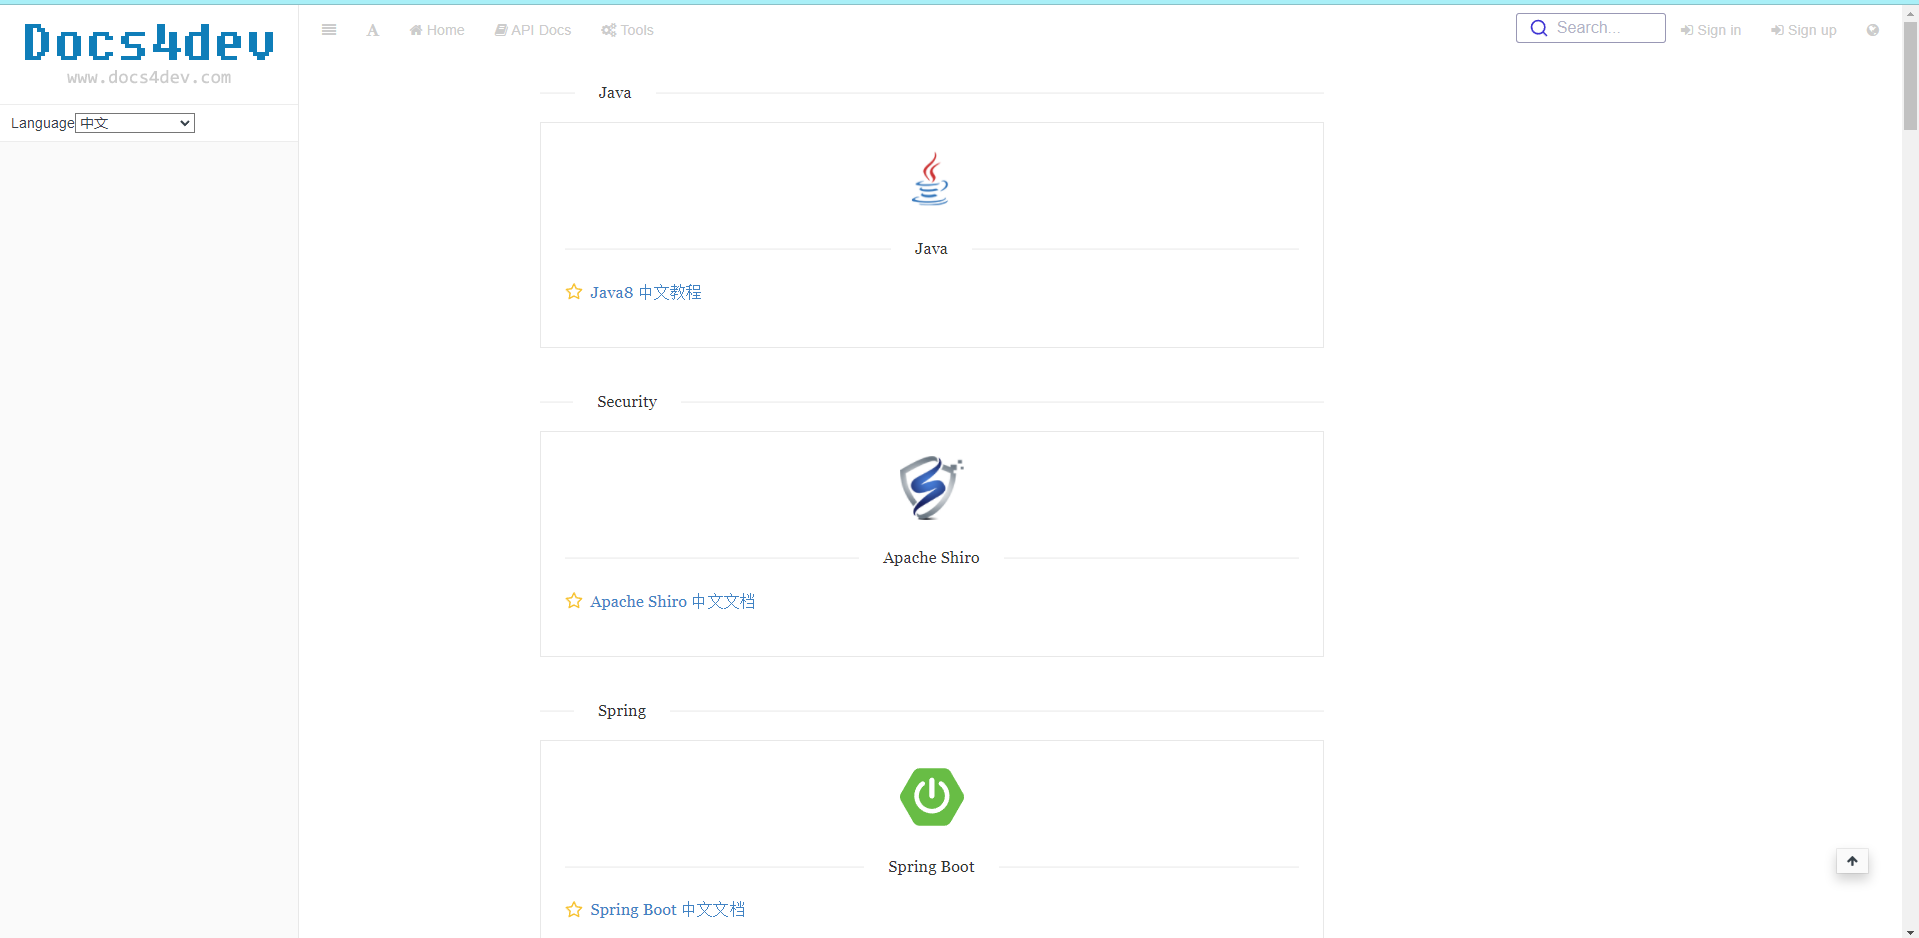 Docs4dev
www.docs4dev.com
Language 中文
Home API Docs Tools Search... Sign in Sign up
Java
Java
Java8 中文教程
Security
Apache Shiro
Apache Shiro 中文文档
Spring
Spring Boot
Spring Boot 中文文档